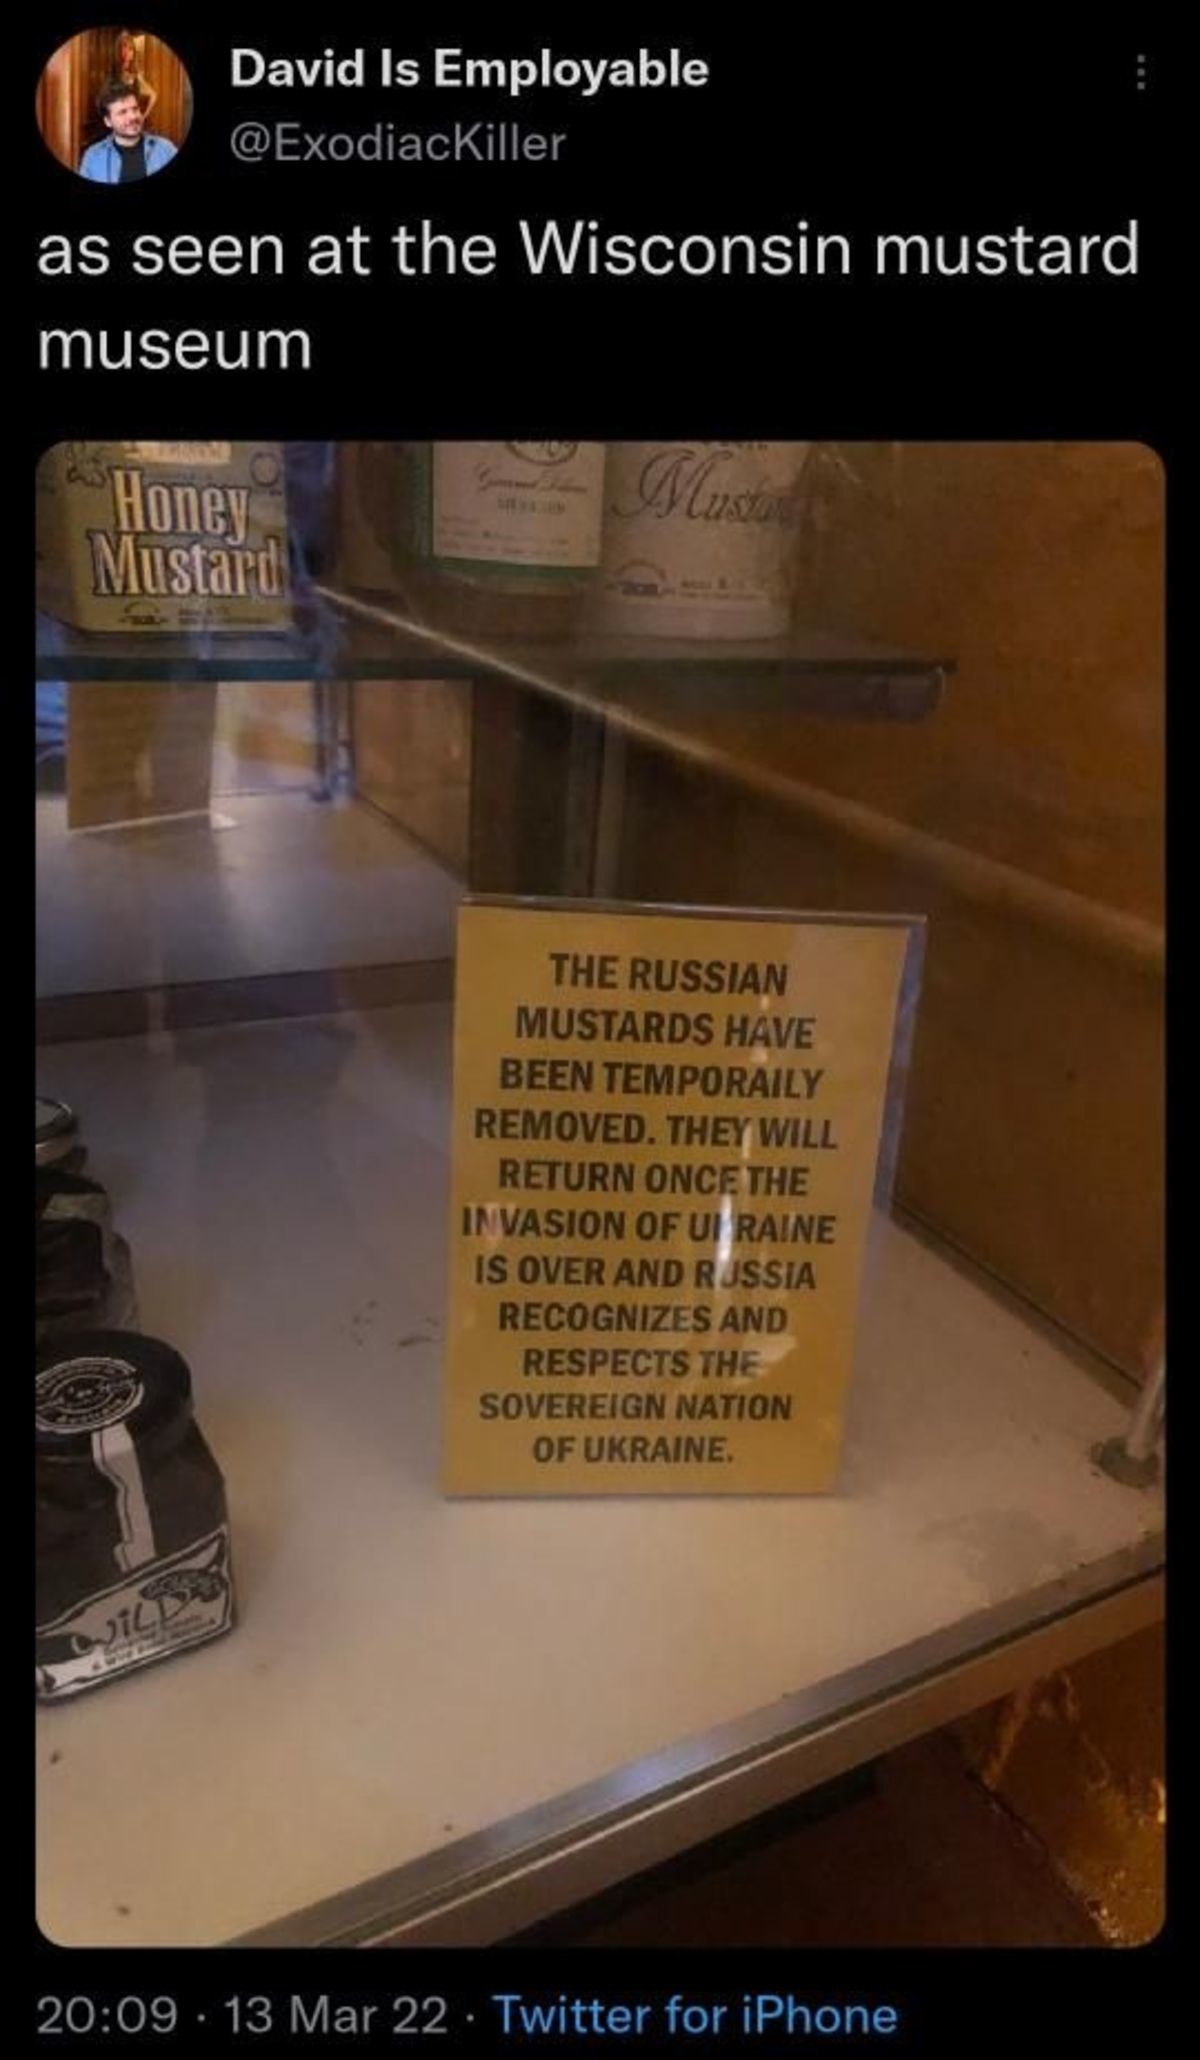 David Is Employable
@ExodiacKiller
as seen at the Wisconsin mustard
museum
Honey
Mustard
THE RUSSIAN
MUSTARDS HAVE
BEEN TEMPORAILY
REMOVED. THEY WILL
RETURN ONCE THE
INVASION OF UKRAINE
IS OVER AND RUSSIA
RECOGNIZES AND
RESPECTS THE
SOVEREIGN NATION
OF UKRAINE.
WILD
20:09 · 13 Mar 22 · Twitter for iPhone